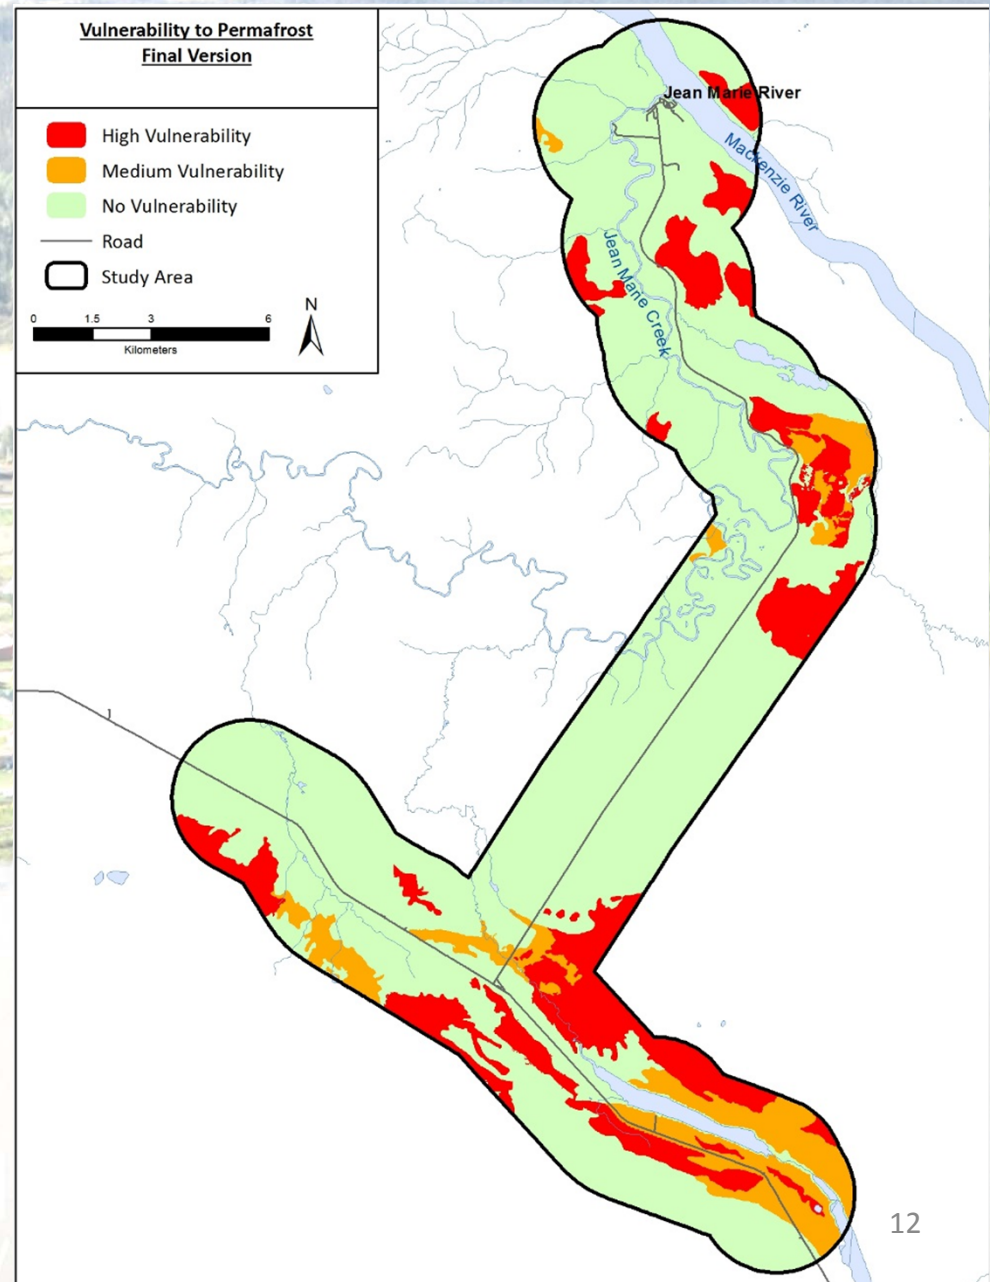 Vulnerability to Permafrost
Final Version
High Vulnerability
Medium Vulnerability
No Vulnerability
Road
Study Area
0 1.5 3 6
Kilometers
N
Jean Marie River
Mackenzie River
Jean Marie Creek
1
12